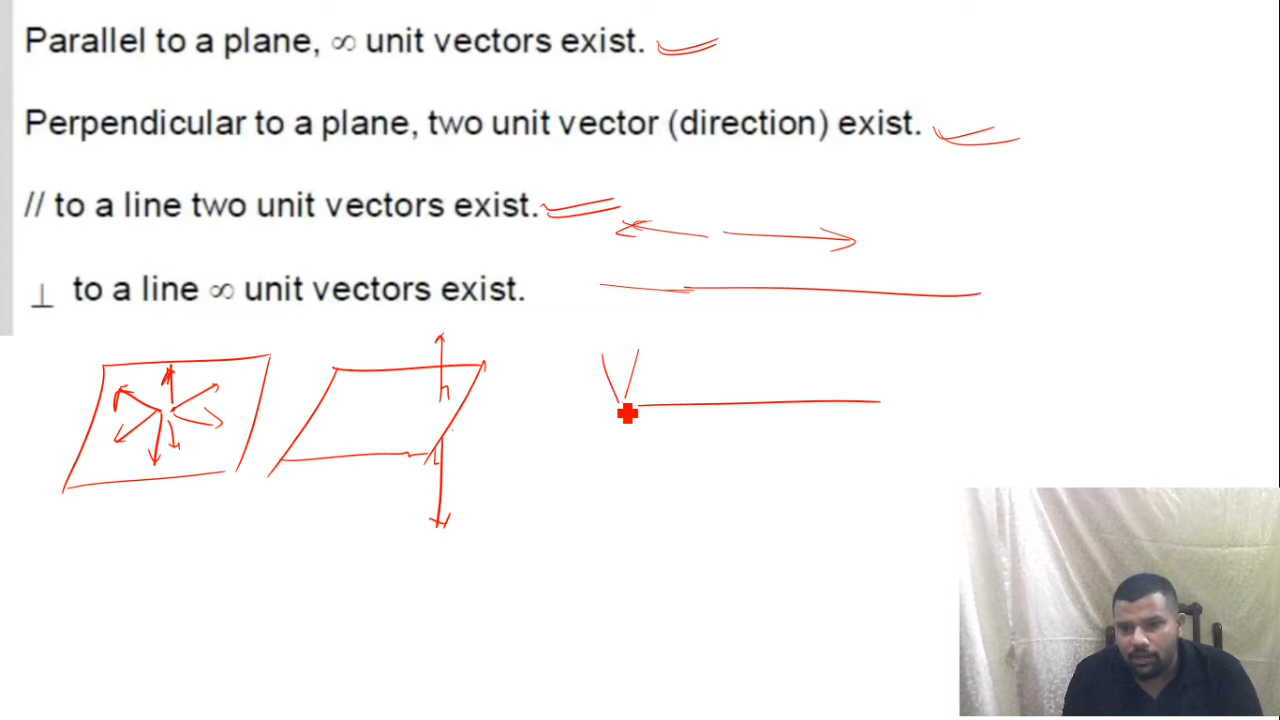 Parallel to a plane, ∞ unit vectors exist.
Perpendicular to a plane, two unit vector (direction) exist.
// to a line two unit vectors exist.
⊥ to a line ∞ unit vectors exist.